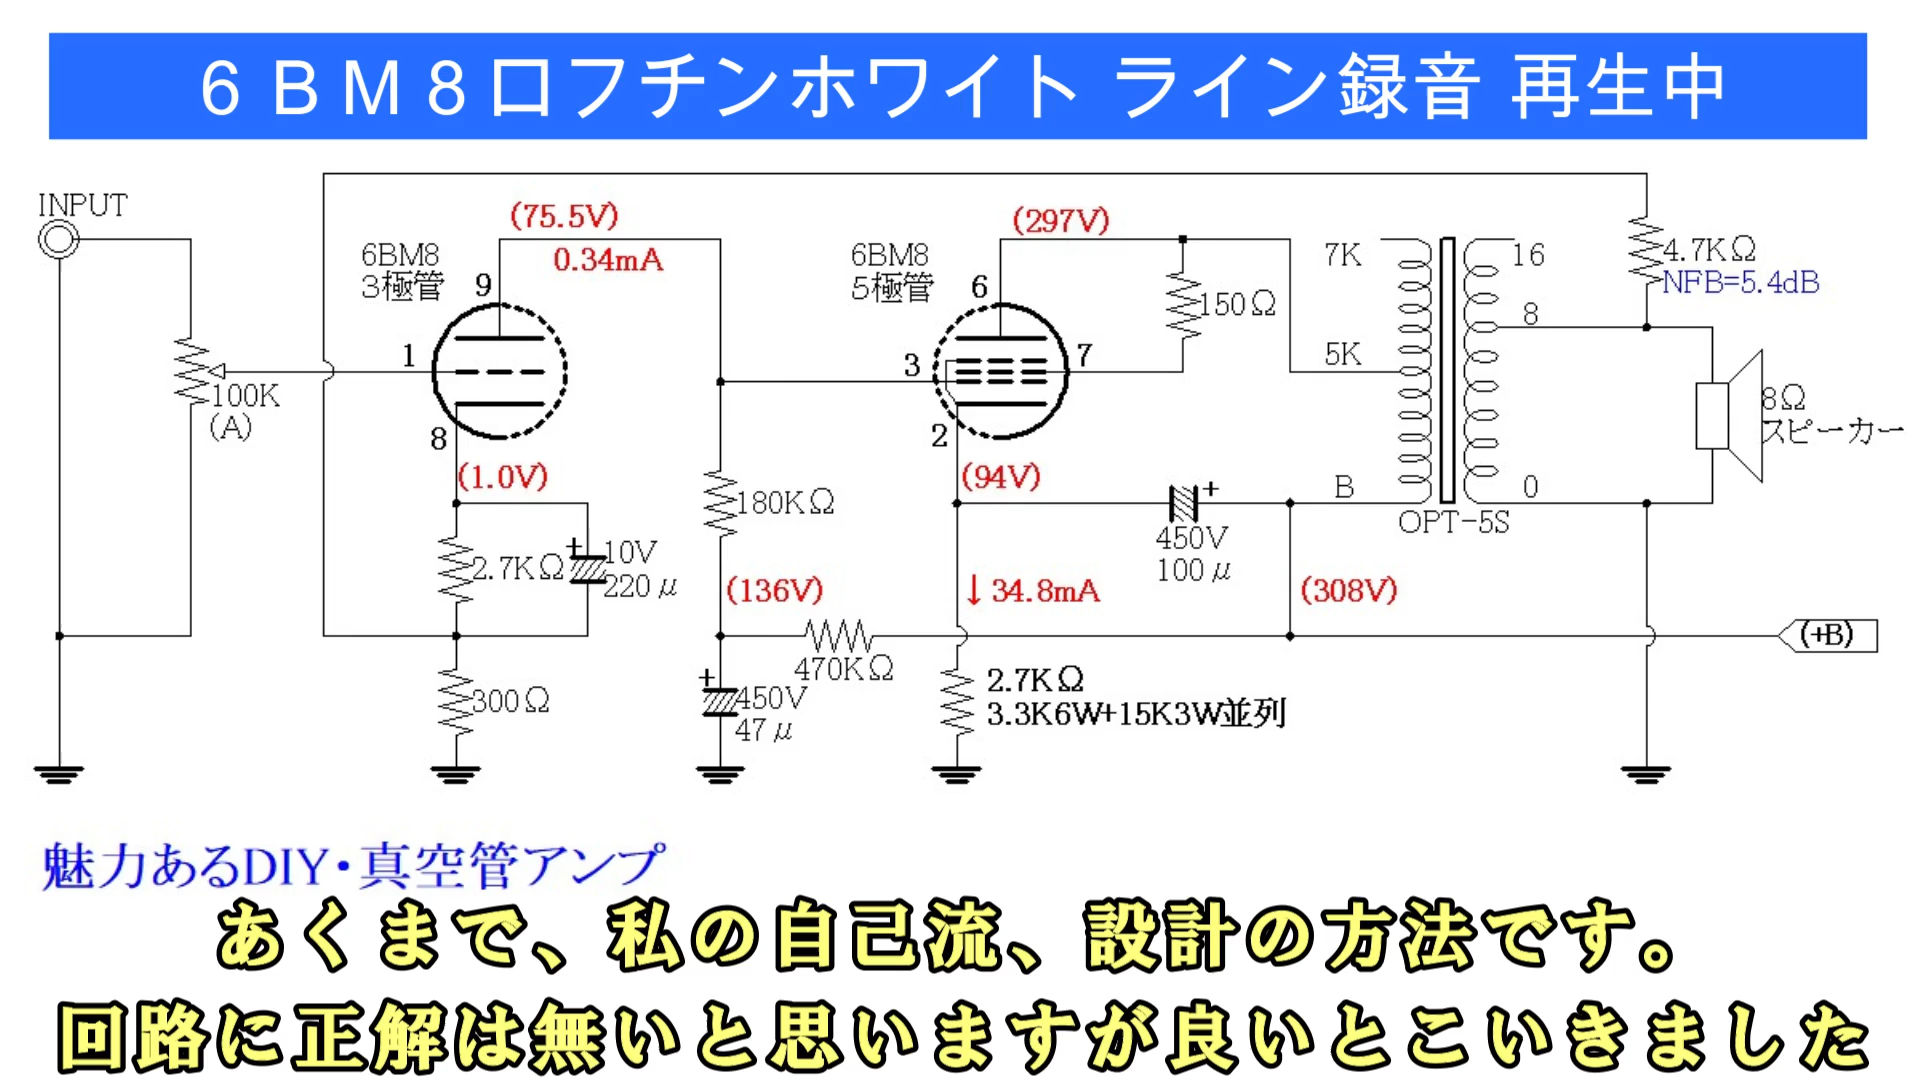 ６ＢＭ８ロフチンホワイト ライン録音 再生中
INPUT
100K
(A)
6BM8
3極管
9
1
8
(75.5V)
0.34mA
(1.0V)
2.7KΩ
10V
220μ
300Ω
180KΩ
(136V)
470KΩ
450V
47μ
6BM8
5極管
6
3
7
2
(297V)
150Ω
(94V)
450V
100μ
↓34.8mA
(308V)
2.7KΩ
3.3K6W+15K3W並列
7K
5K
B
16
8
0
OPT-5S
4.7KΩ
NFB=5.4dB
8Ω
スピーカー
(+B)
魅力あるDIY・真空管アンプ
あくまで、私の自己流、設計の方法です。
回路に正解は無いと思いますが良いとこいきました